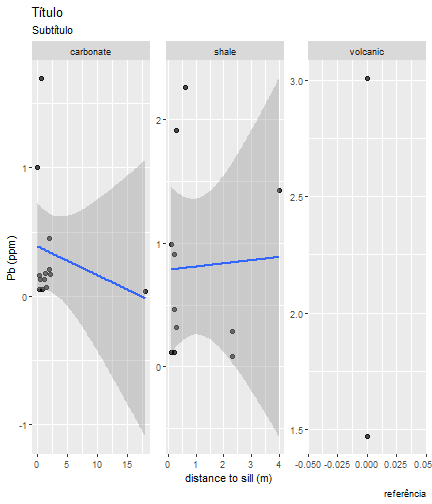 Título
Subtítulo
carbonate shale volcanic
Pb (ppm)
1
0
-1
2
1
0
3.0
2.5
2.0
1.5
0 5 10 15
0 1 2 3 4
-0.050 -0.025 0.000 0.025 0.050
distance to sill (m)
referência